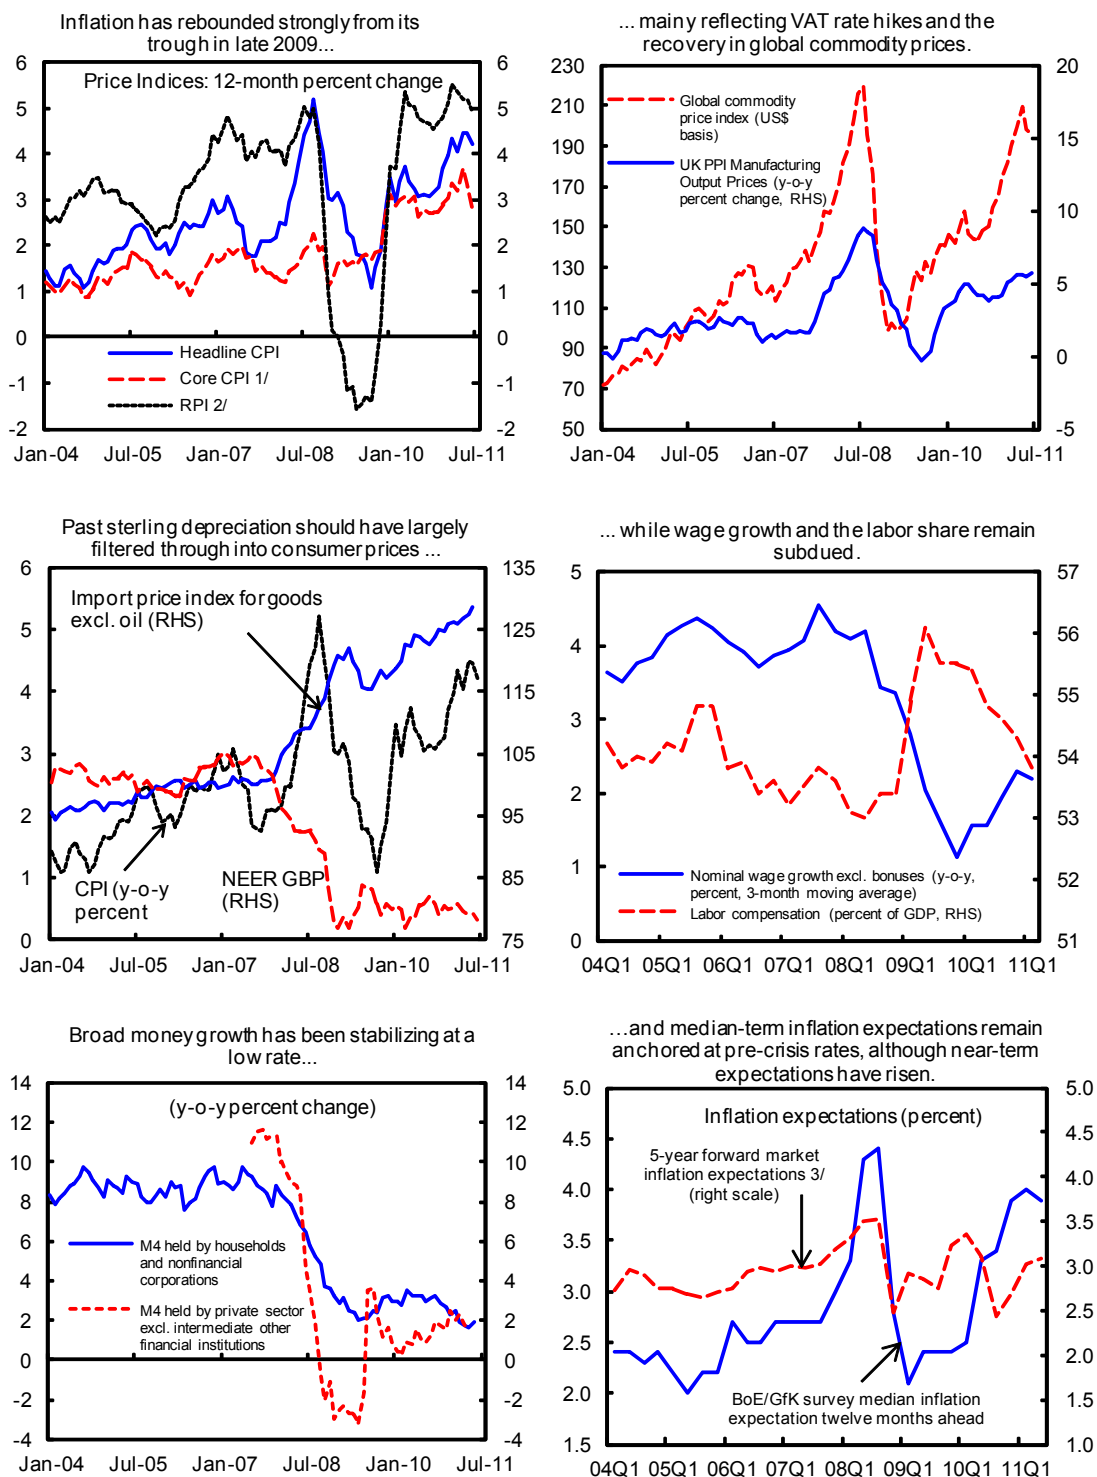 Inflation has rebounded strongly from its
trough in late 2009...
Price Indices: 12-month percent change
6
5
4
3
2
1
0
-1
-2
6
5
4
3
2
1
0
-1
-2
Headline CPI
Core CPI 1/
RPI 2/
Jan-04 Jul-05 Jan-07 Jul-08 Jan-10 Jul-11
... mainy reflecting VAT rate hikes and the
recovery in global commodity prices.
230
210
190
170
150
130
110
90
70
50
20
15
10
5
0
-5
Global commodity
price index (US$
basis)
UK PPI Manufacturing
Output Prices (y-o-y
percent change, RHS)
Jan-04 Jul-05 Jan-07 Jul-08 Jan-10 Jul-11
Past sterling depreciation should have largely
filtered through into consumer prices ...
6
5
4
3
2
1
0
135
125
115
105
95
85
75
Import price index for goods
excl. oil (RHS)
CPI (y-o-y
percent
NEER GBP
(RHS)
Jan-04 Jul-05 Jan-07 Jul-08 Jan-10 Jul-11
... while wage growth and the labor share remain
subdued.
5
4
3
2
1
0
57
56
55
54
53
52
51
Nominal wage growth excl. bonuses (y-o-y,
percent, 3-month moving average)
Labor compensation (percent of GDP, RHS)
04Q1 05Q1 06Q1 07Q1 08Q1 09Q1 10Q1 11Q1
Broad money growth has been stabilizing at a
low rate...
(y-o-y percent change)
14
12
10
8
6
4
2
0
-2
-4
14
12
10
8
6
4
2
0
-2
-4
M4 held by households
and nonfinancial
corporations
M4 held by private sector
excl. intermediate other
financial institutions
Jan-04 Jul-05 Jan-07 Jul-08 Jan-10 Jul-11
...and median-term inflation expectations remain
anchored at pre-crisis rates, although near-term
expectations have risen.
Inflation expectations (percent)
5.0
4.5
4.0
3.5
3.0
2.5
2.0
1.5
5.0
4.5
4.0
3.5
3.0
2.5
2.0
1.5
1.0
5-year forward market
inflation expectations 3/
(right scale)
BoE/GfK survey median inflation
expectation twelve months ahead
04Q1 05Q1 06Q1 07Q1 08Q1 09Q1 10Q1 11Q1